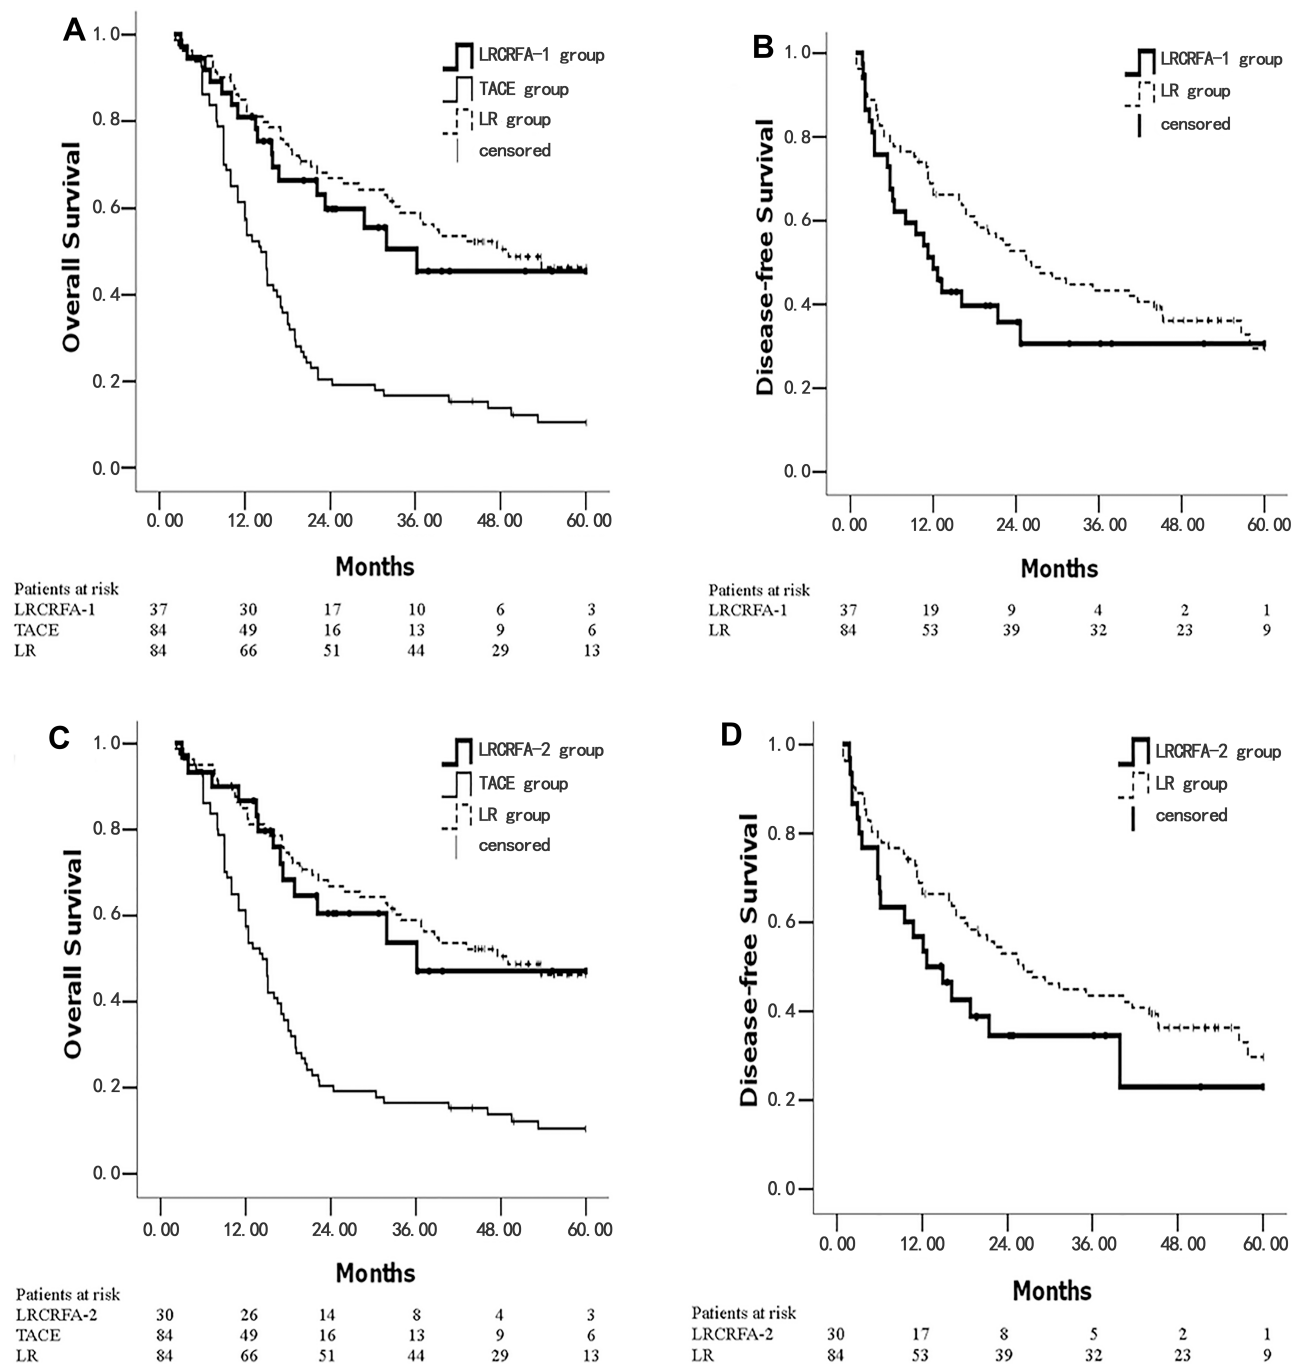 A
LRCRFA-1 group
TACE group
LR group
censored
Overall Survival
1.0
0.8
0.6
0.4
0.2
0.0
0.00 12.00 24.00 36.00 48.00 60.00
Months
Patients at risk
LRCRFA-1 37 30 17 10 6 3
TACE 84 49 16 13 9 6
LR 84 66 51 44 29 13
B
LRCRFA-1 group
LR group
censored
Disease-free Survival
1.0
0.8
0.6
0.4
0.2
0.0
0.00 12.00 24.00 36.00 48.00 60.00
Months
Patients at risk
LRCRFA-1 37 19 9 4 2 1
LR 84 53 39 32 23 9
C
LRCRFA-2 group
TACE group
LR group
censored
Overall Survival
1.0
0.8
0.6
0.4
0.2
0.0
0.00 12.00 24.00 36.00 48.00 60.00
Months
Patients at risk
LRCRFA-2 30 26 14 8 4 3
TACE 84 49 16 13 9 6
LR 84 66 51 44 29 13
D
LRCRFA-2 group
LR group
censored
Disease-free Survival
1.0
0.8
0.6
0.4
0.2
0.0
0.00 12.00 24.00 36.00 48.00 60.00
Months
Patients at risk
LRCRFA-2 30 17 8 5 2 1
LR 84 53 39 32 23 9